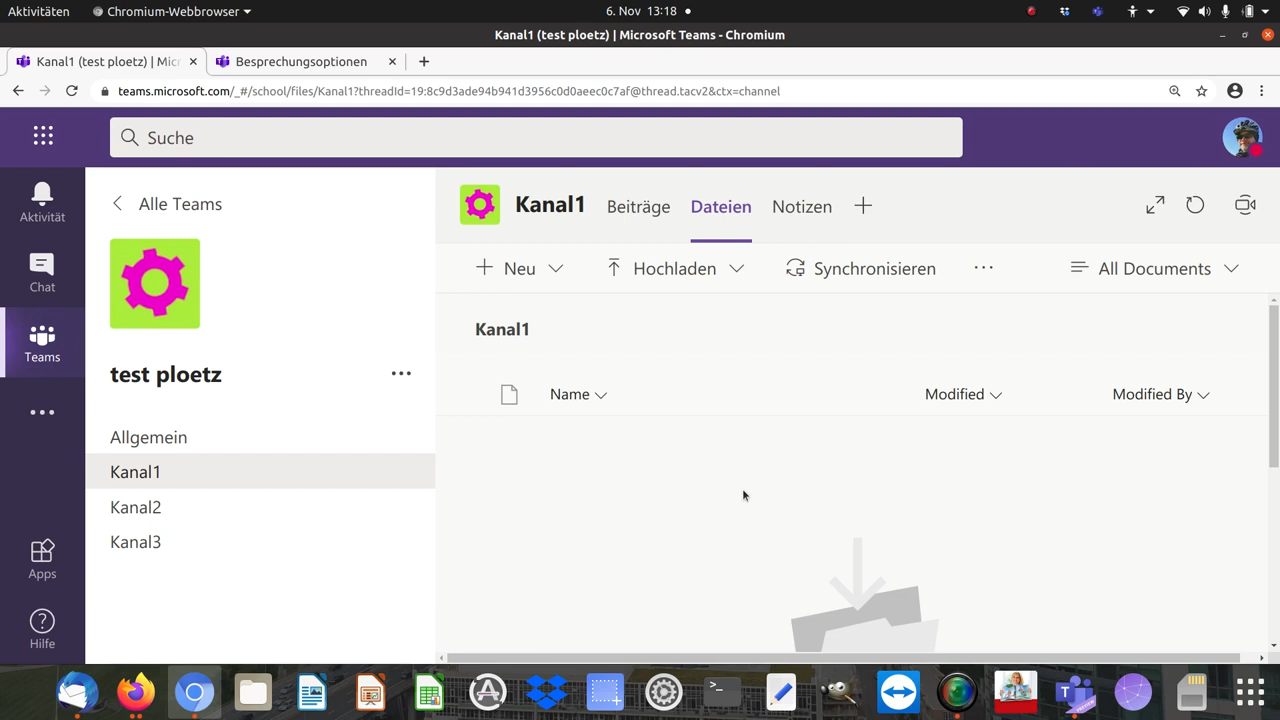 Aktivitäten
Chromium-Webbrowser
6. Nov 13:18
Kanal1 (test ploetz) | Microsoft Teams - Chromium
Kanal1 (test ploetz) | Micr
Besprechungsoptionen
teams.microsoft.com/_#/school/files/Kanal1?threadId=19:8c9d3ade94b941d3956c0d0aeec0c7af@thread.tacv2&ctx=channel
Suche
Aktivität
Chat
Teams
Apps
Hilfe
Alle Teams
test ploetz
Allgemein
Kanal1
Kanal2
Kanal3
Kanal1 Beiträge Dateien Notizen
Neu Hochladen Synchronisieren All Documents
Kanal1
Name Modified Modified By